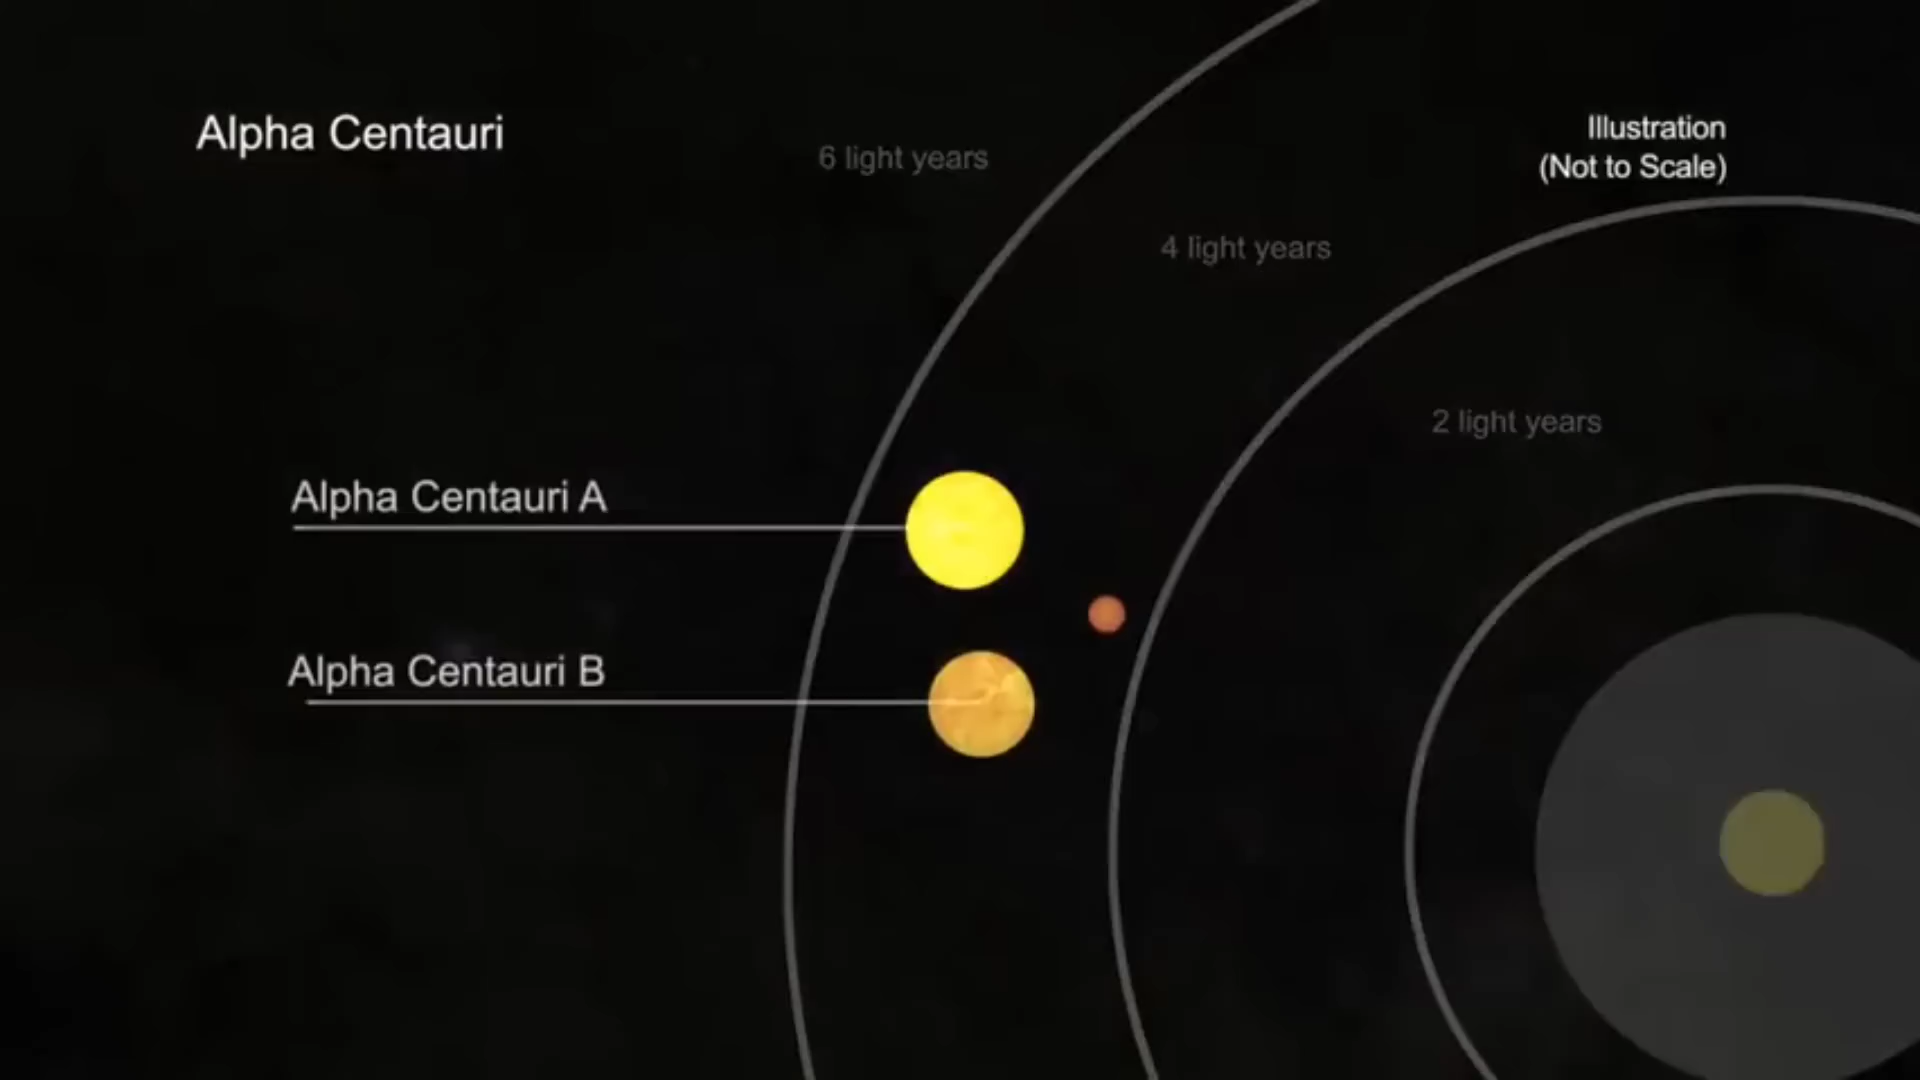 Alpha Centauri
Illustration
(Not to Scale)
6 light years
4 light years
2 light years
Alpha Centauri A
Alpha Centauri B